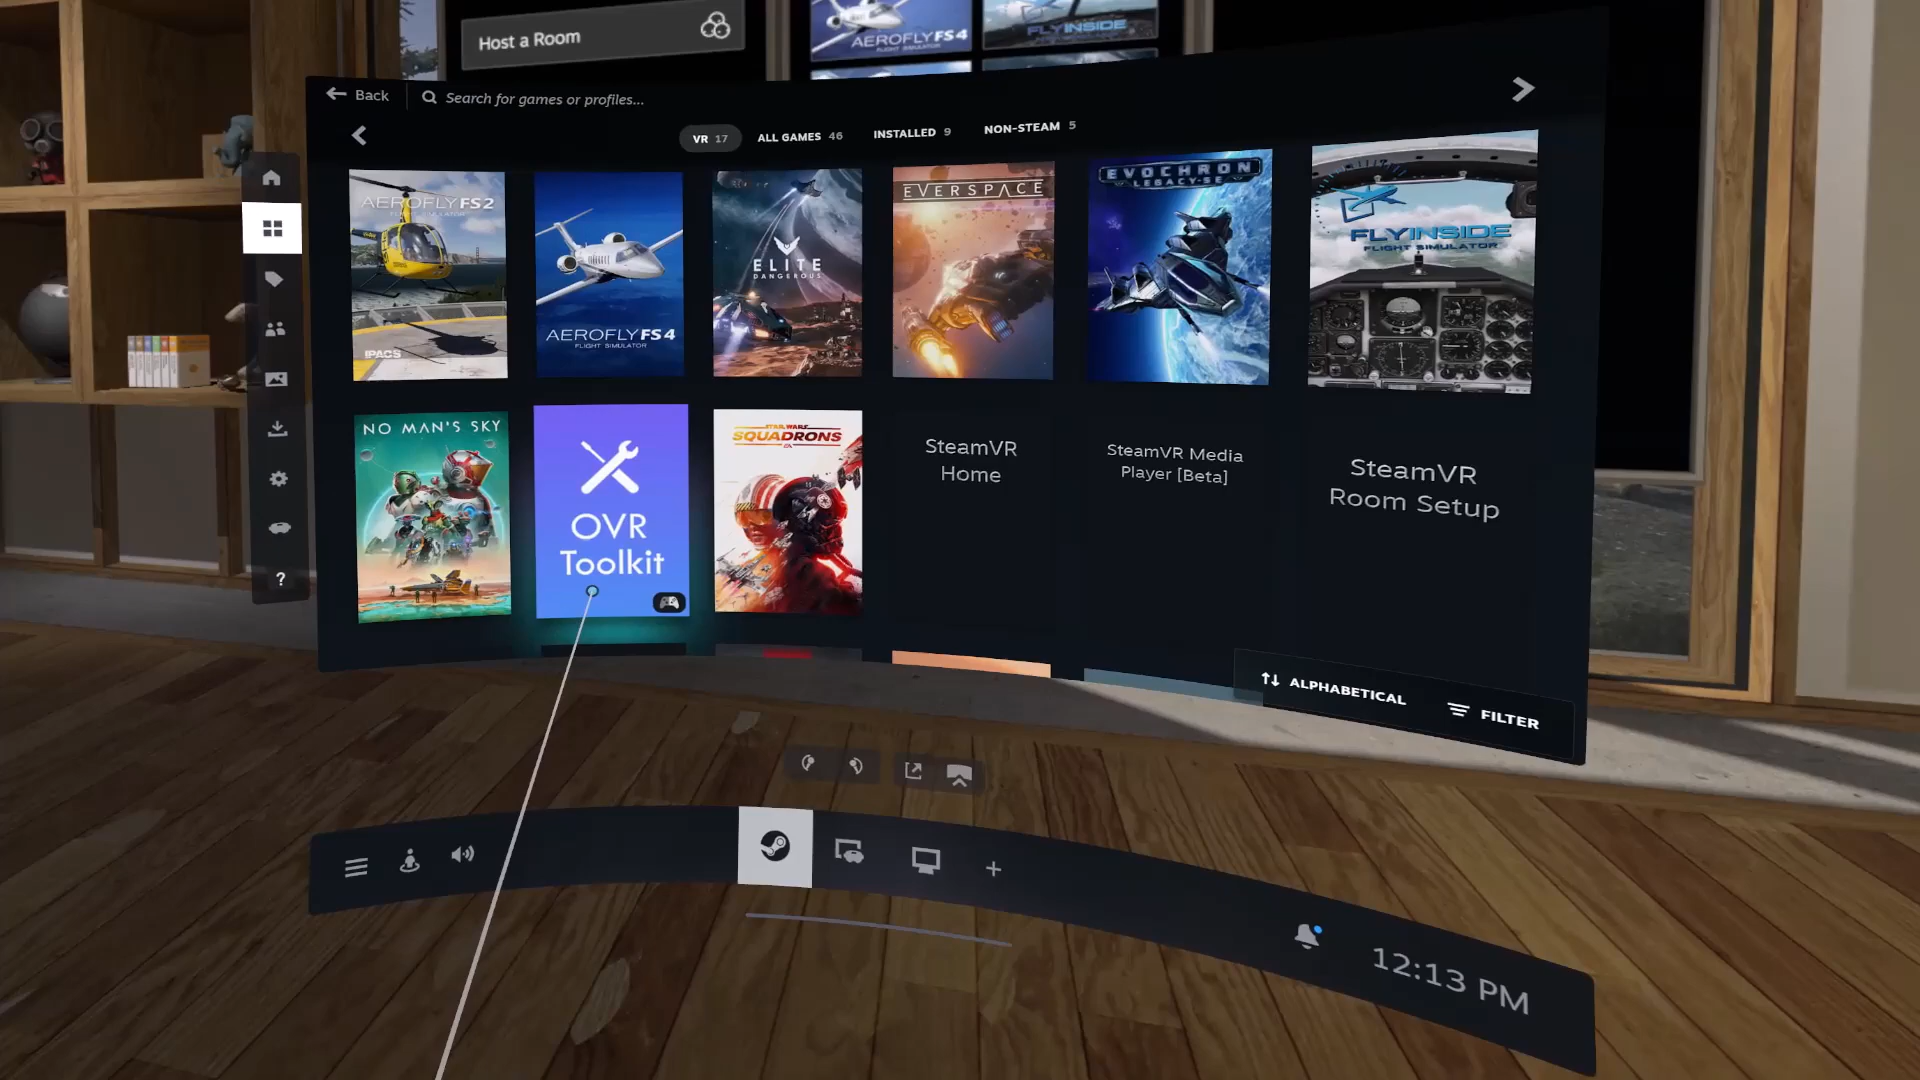 Host a Room
AEROFLY FS4
FLYINSIDE
Back
Search for games or profiles...
VR 17
ALL GAMES 46
INSTALLED 9
NON-STEAM 5
AEROFLY FS2
FLIGHT SIMULATOR
IPACS
AEROFLY FS4
FLIGHT SIMULATOR
ELITE
DANGEROUS
EVERSPACE
EVOCHRON
LEGACY-SE
FLYINSIDE
FLIGHT SIMULATOR
NO MAN'S SKY
OVR
Toolkit
STAR WARS
SQUADRONS
SteamVR
Home
SteamVR Media
Player [Beta]
SteamVR
Room Setup
ALPHABETICAL
FILTER
?
12:13 PM